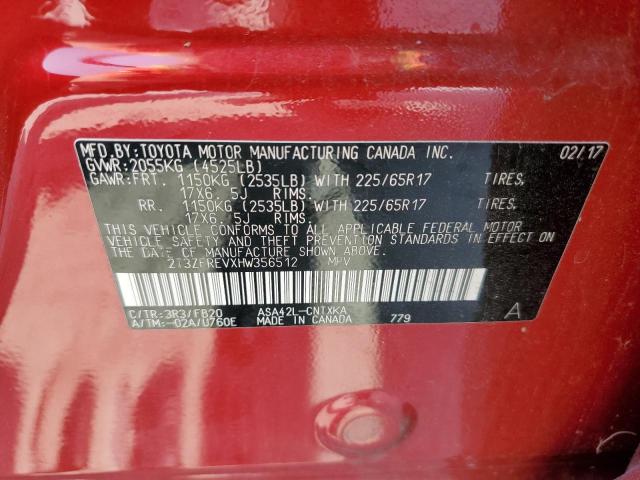 MFD.BY:TOYOTA MOTOR MANUFACTURING CANADA INC. 02/17
GVWR:2055KG (4525LB)
GAWR:FRT. 1150KG (2535LB) WITH 225/65R17 TIRES,
17X6.5J RIMS.
RR. 1150KG (2535LB) WITH 225/65R17 TIRES,
17X6.5J RIMS.
THIS VEHICLE CONFORMS TO ALL APPLICABLE FEDERAL MOTOR
VEHICLE SAFETY AND THEFT PREVENTION STANDARDS IN EFFECT ON
THE DATE OF MANUFACTURE SHOWN ABOVE.
2T3ZFREVXHW356512 MPV
C/TR:3R3/FB20 ASA42L-CNTXKA A
A/TM:-02A/U760E MADE IN CANADA 779